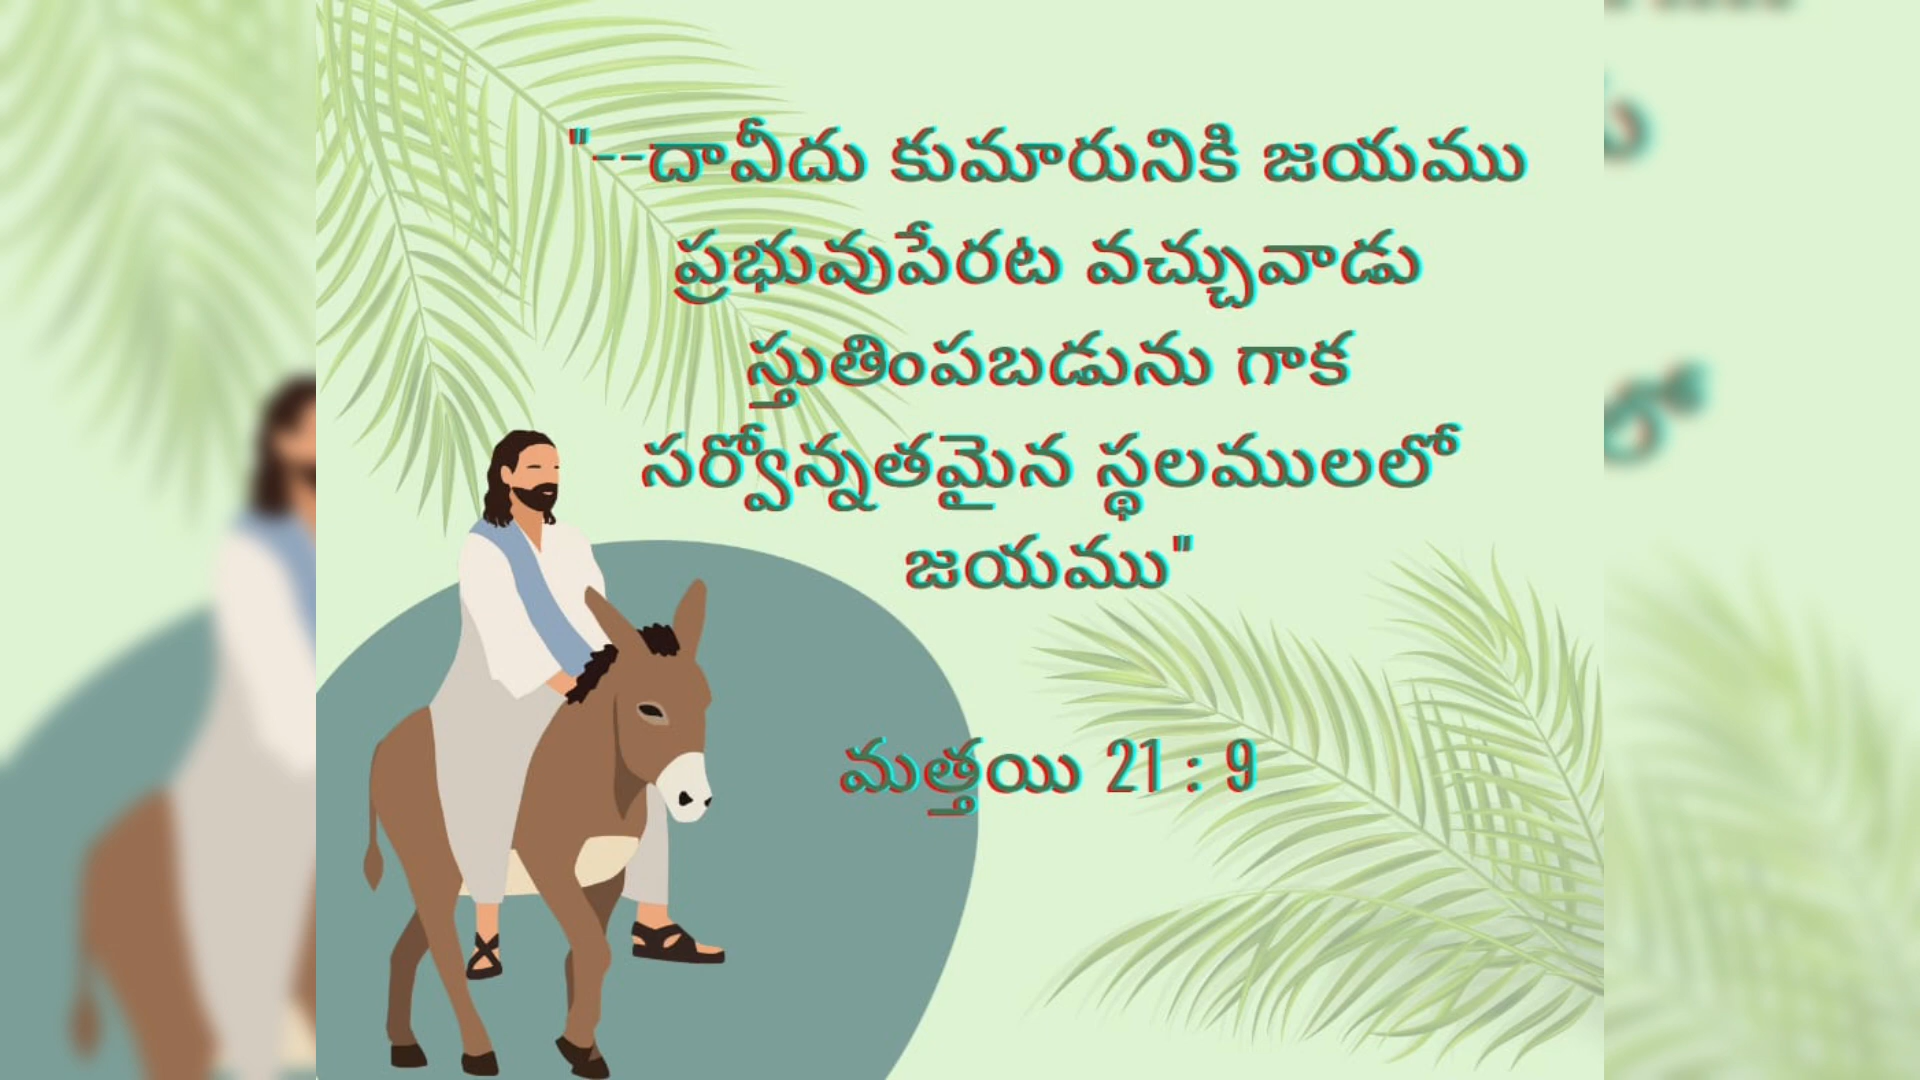 "--దావీదు కుమారునికి జయము
ప్రభువుపేరట వచ్చువాడు
స్తుతింపబడును గాక
సర్వోన్నతమైన స్థలములలో
జయము"
మత్తయి 21 : 9